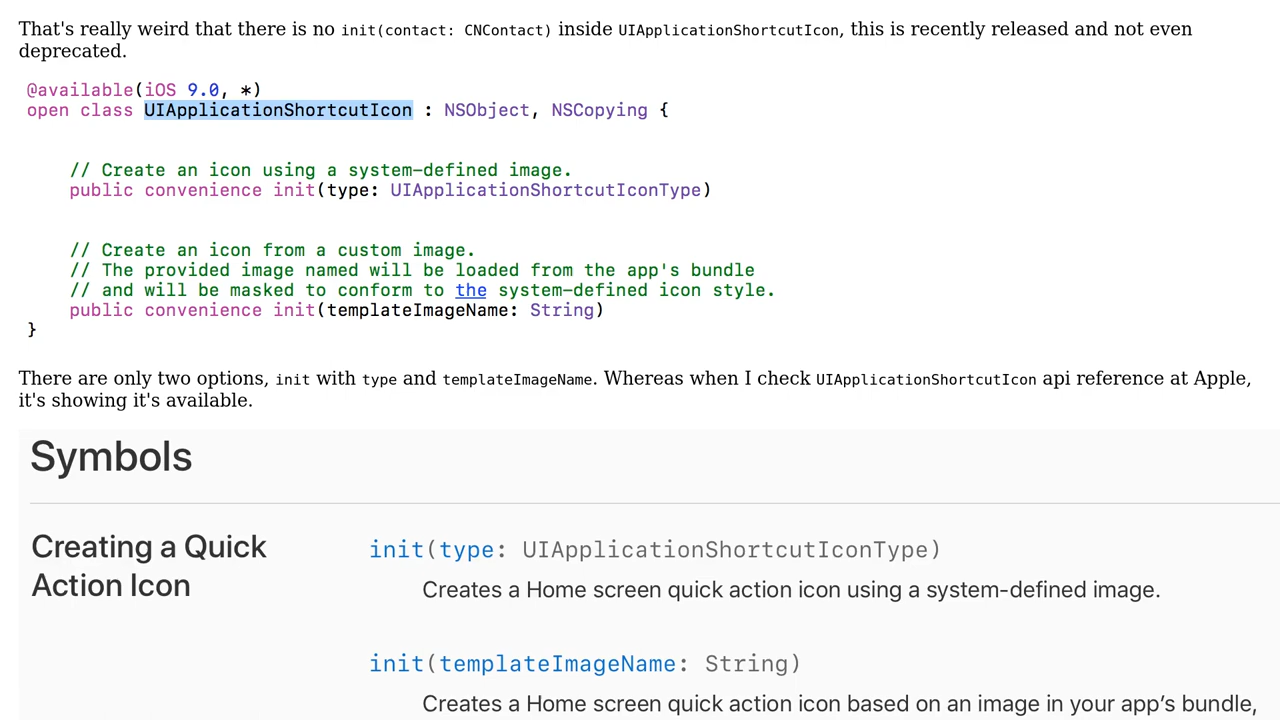 That's really weird that there is no init(contact: CNContact) inside UIApplicationShortcutIcon, this is recently released and not even
deprecated.
@available(iOS 9.0, *)
open class UIApplicationShortcutIcon : NSObject, NSCopying {
// Create an icon using a system-defined image.
public convenience init(type: UIApplicationShortcutIconType)
// Create an icon from a custom image.
// The provided image named will be loaded from the app's bundle
// and will be masked to conform to the system-defined icon style.
public convenience init(templateImageName: String)
}
There are only two options, init with type and templateImageName. Whereas when I check UIApplicationShortcutIcon api reference at Apple,
it's showing it's available.
Symbols
Creating a Quick
Action Icon
init(type: UIApplicationShortcutIconType)
Creates a Home screen quick action icon using a system-defined image.
init(templateImageName: String)
Creates a Home screen quick action icon based on an image in your app’s bundle,